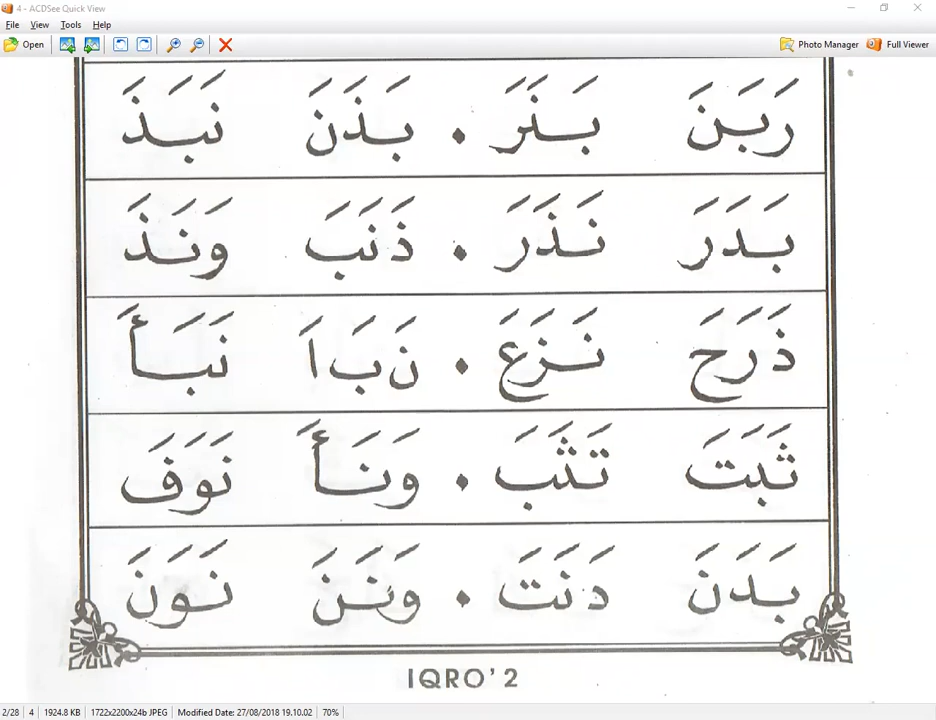 4 - ACDSee Quick View
File View Tools Help
Open Photo Manager Full Viewer
رَبَنَ بَنَرَ . بَذَنَ نَبَذَ
بَدَرَ نَذَرَ . ذَنَبَ وَنَذَ
ذَرَحَ نَزَعَ . نَ بَ اَ نَبَأَ
ثَبَتَ تَثَبَ . وَنَأَ نَوَفَ
بَدَنَ دَنَتَ . وَنَنَ نَوَنَ
IQRO' 2
2/28 4 1924.8 KB 1722x2200x24b JPEG Modified Date: 27/08/2018 19.10.02 70%